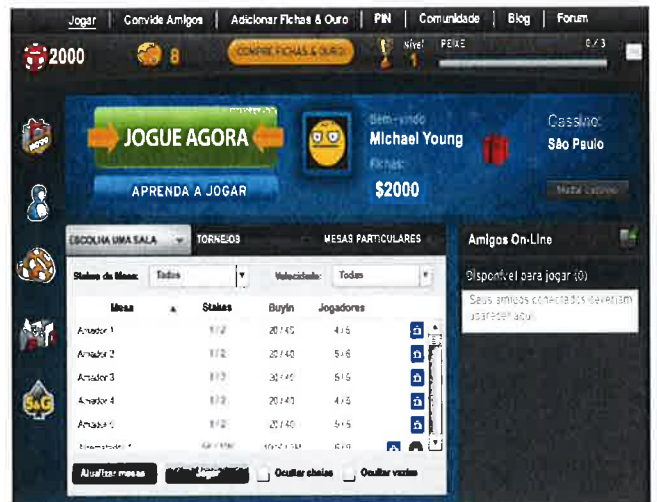 Jogar Convide Amigos Adicionar Fichas & Ouro PIN Comunidade Blog Forum
2000 8 COMPRE FICHAS & OURO! Nível 1 PEIXE 0/3
NOVO
JOGUE AGORA
APRENDA A JOGAR
Bem-vindo
Michael Young
Fichas:
$2000
Cassino:
São Paulo
ESCOLHA UMA SALA TORNEIOS MESAS PARTICULARES
Amigos On-Line
Stakes da Mesa: Todos Velocidade: Todas
Disponível para jogar (0)
Seus amigos conectados deveriam
aparecer aqui.
Mesa Stakes BuyIn Jogadores
Amador 1 1/2 20/40 4/5
Amador 2 1/2 20/40 5/5
Amador 3 1/2 20/40 5/5
Amador 4 1/2 20/40 4/5
Amador 1/2 20/40 5/5
S&G
Atualizar mesas Jogar Ocultar cheias Ocultar vazias